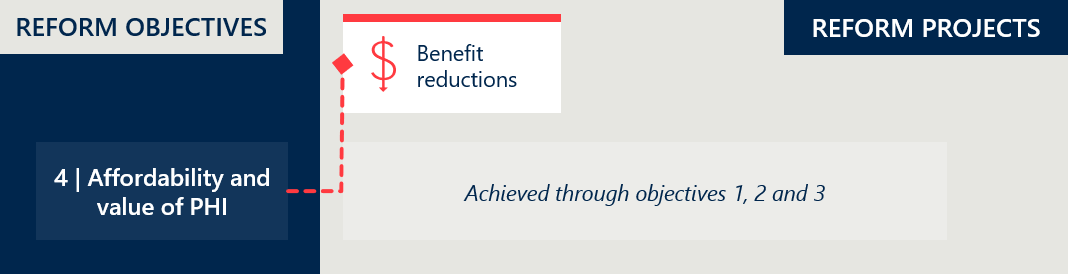 REFORM OBJECTIVES
REFORM PROJECTS
Benefit
reductions
4 | Affordability and
value of PHI
Achieved through objectives 1, 2 and 3